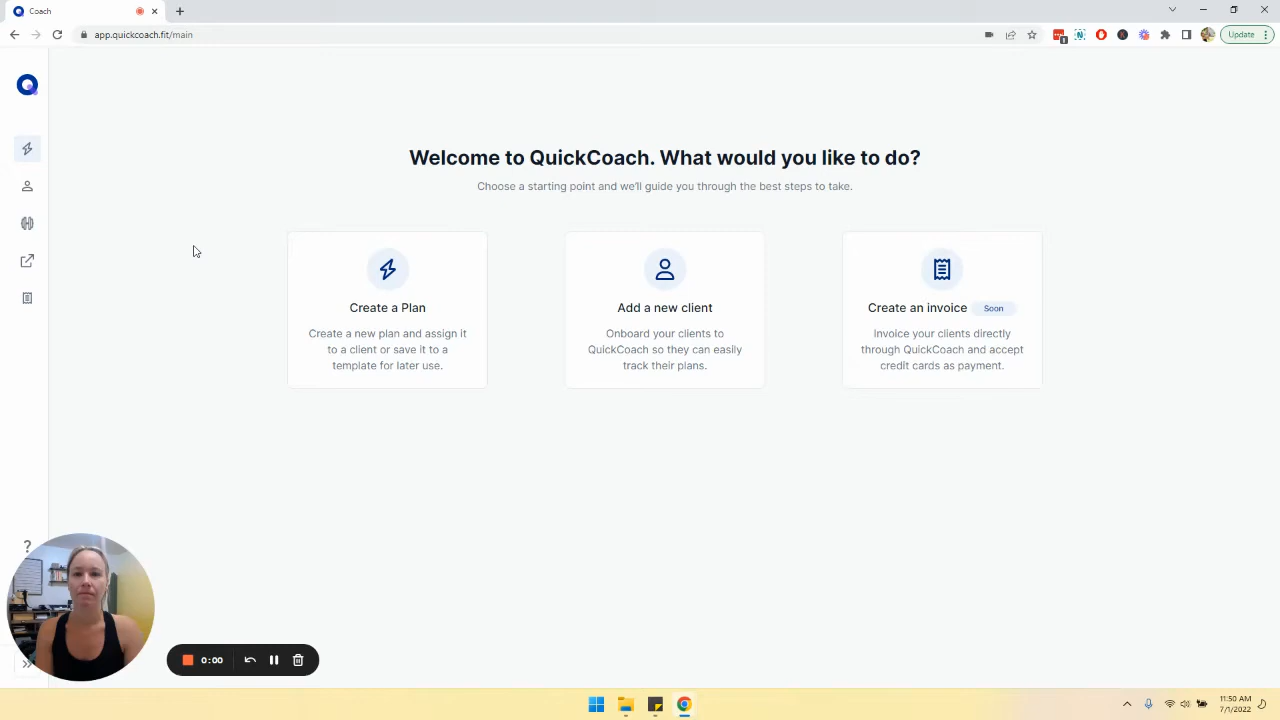 Coach
app.quickcoach.fit/main
Update
Welcome to QuickCoach. What would you like to do?
Choose a starting point and we'll guide you through the best steps to take.
Create a Plan
Create a new plan and assign it
to a client or save it to a
template for later use.
Add a new client
Onboard your clients to
QuickCoach so they can easily
track their plans.
Create an invoice Soon
Invoice your clients directly
through QuickCoach and accept
credit cards as payment.
?
0:00
11:50 AM
7/1/2022